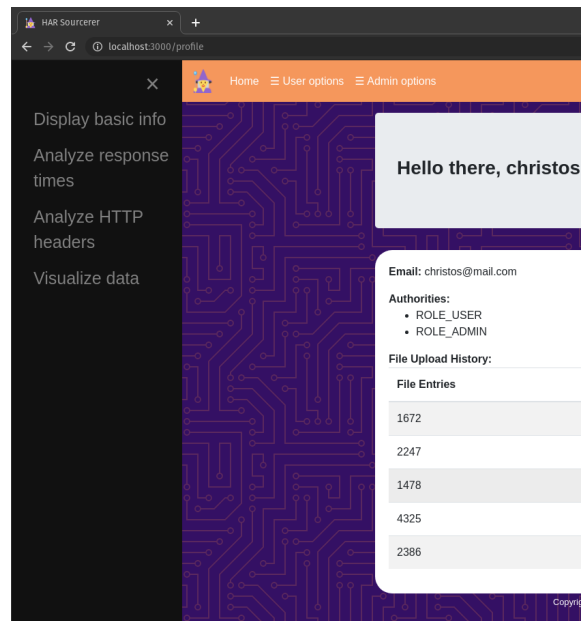 HAR Sourcerer
localhost:3000/profile
Home ☰ User options ☰ Admin options
Display basic info
Analyze response
times
Analyze HTTP
headers
Visualize data
Hello there, christos
Email: christos@mail.com
Authorities:
• ROLE_USER
• ROLE_ADMIN
File Upload History:
File Entries
1672
2247
1478
4325
2386
Copyrig